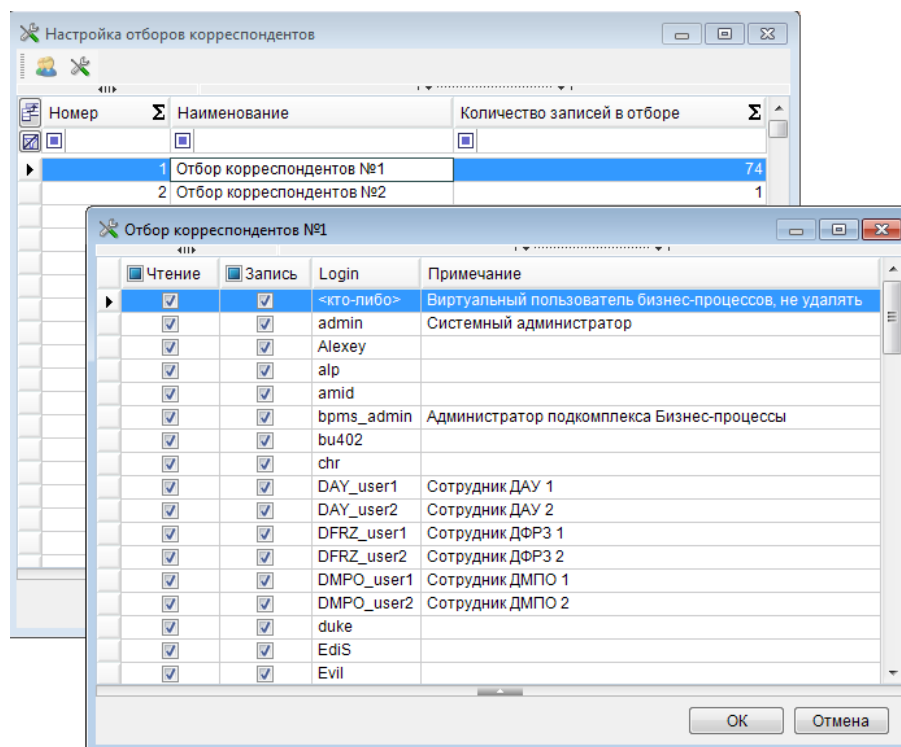 Настройка отборов корреспондентов
Номер Σ Наименование Количество записей в отборе Σ
1 Отбор корреспондентов №1 74
2 Отбор корреспондентов №2 1
Отбор корреспондентов №1
Чтение Запись Login Примечание
<кто-либо> Виртуальный пользователь бизнес-процессов, не удалять
admin Системный администратор
Alexey
alp
amid
bpms_admin Администратор подкомплекса Бизнес-процессы
bu402
chr
DAY_user1 Сотрудник ДАУ 1
DAY_user2 Сотрудник ДАУ 2
DFRZ_user1 Сотрудник ДФРЗ 1
DFRZ_user2 Сотрудник ДФРЗ 2
DMPO_user1 Сотрудник ДМПО 1
DMPO_user2 Сотрудник ДМПО 2
duke
EdiS
Evil
ОК Отмена